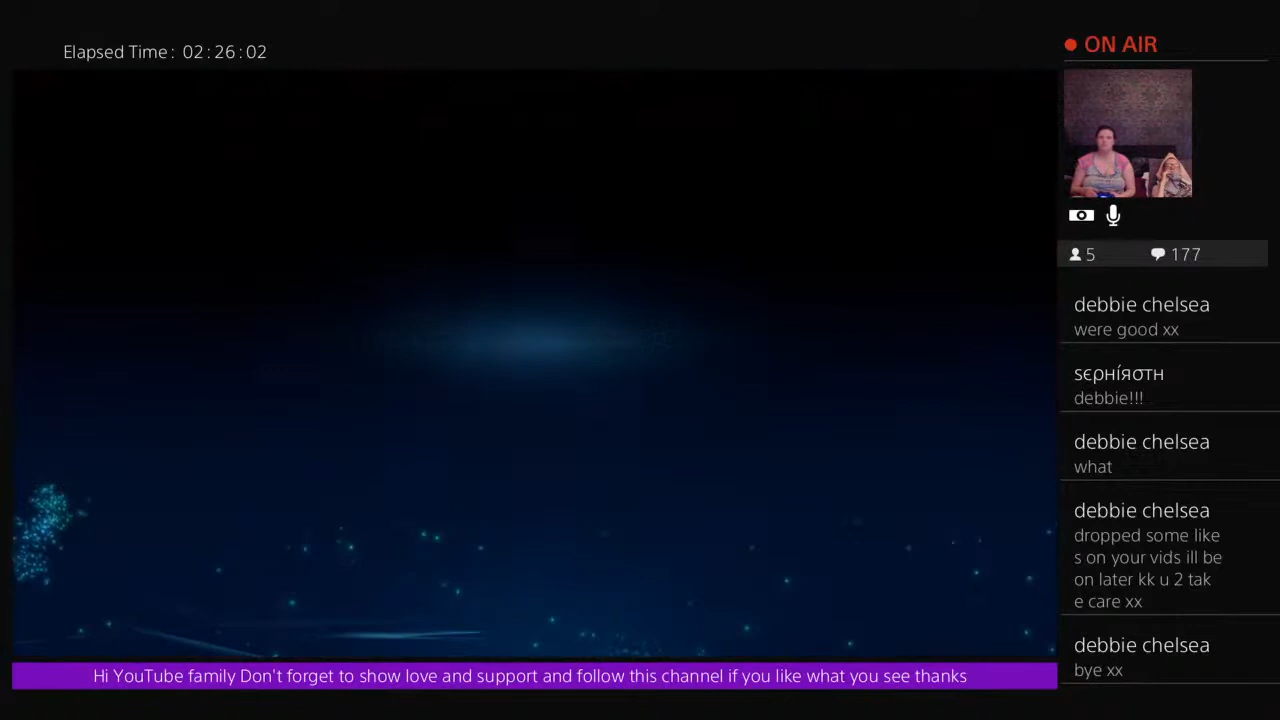 Elapsed Time: 02:26:02
ON AIR
5 177
debbie chelsea
were good xx
ѕєρнíяσтн
debbie!!!
debbie chelsea
what
debbie chelsea
dropped some like
s on your vids ill be
on later kk u 2 tak
e care xx
debbie chelsea
bye xx
Hi YouTube family Don't forget to show love and support and follow this channel if you like what you see thanks